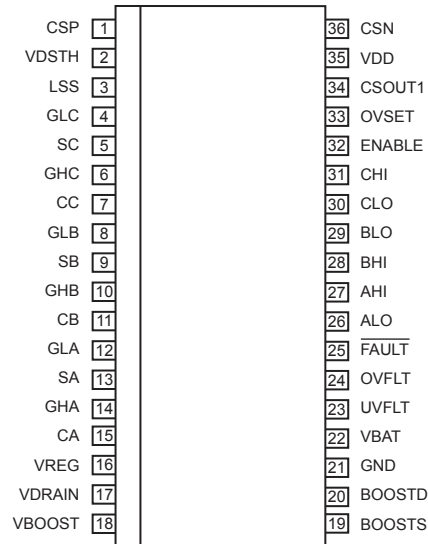 CSP 1 36 CSN
VDSTH 2 35 VDD
LSS 3 34 CSOUT1
GLC 4 33 OVSET
SC 5 32 ENABLE
GHC 6 31 CHI
CC 7 30 CLO
GLB 8 29 BLO
SB 9 28 BHI
GHB 10 27 AHI
CB 11 26 ALO
GLA 12 25 FAULT
SA 13 24 OVFLT
GHA 14 23 UVFLT
CA 15 22 VBAT
VREG 16 21 GND
VDRAIN 17 20 BOOSTD
VBOOST 18 19 BOOSTS